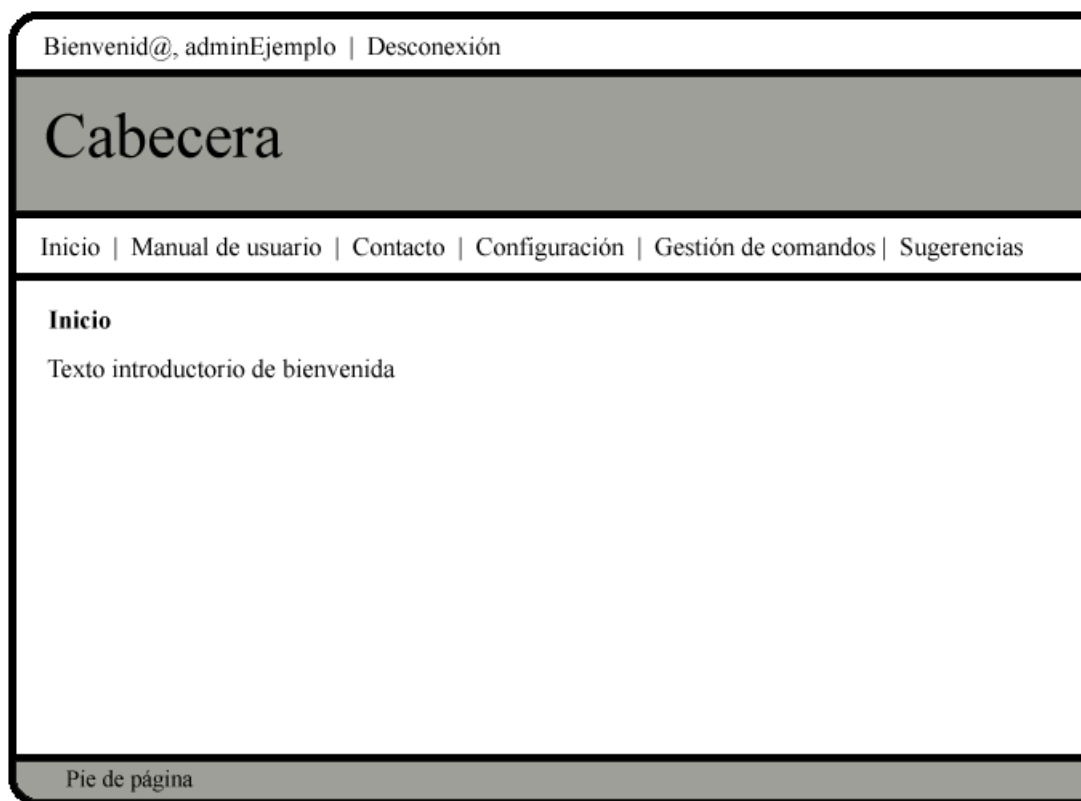 Bienvenid@, adminEjemplo | Desconexión
Cabecera
Inicio | Manual de usuario | Contacto | Configuración | Gestión de comandos | Sugerencias
Inicio
Texto introductorio de bienvenida
Pie de página